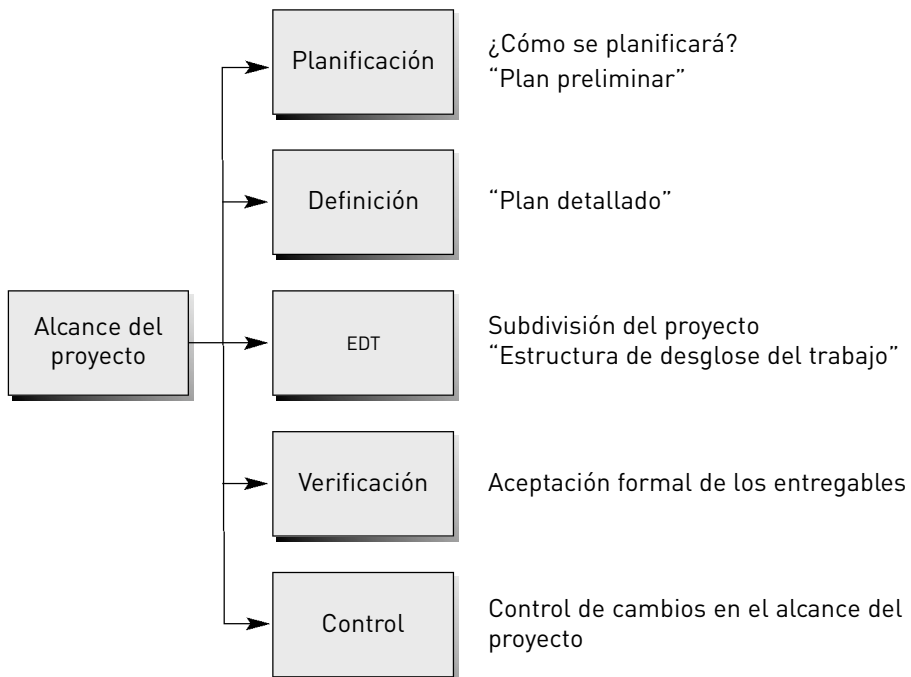 Planificación
¿Cómo se planificará?
“Plan preliminar”
Definición
“Plan detallado”
Alcance del
proyecto
EDT
Subdivisión del proyecto
“Estructura de desglose del trabajo”
Verificación
Aceptación formal de los entregables
Control
Control de cambios en el alcance del
proyecto